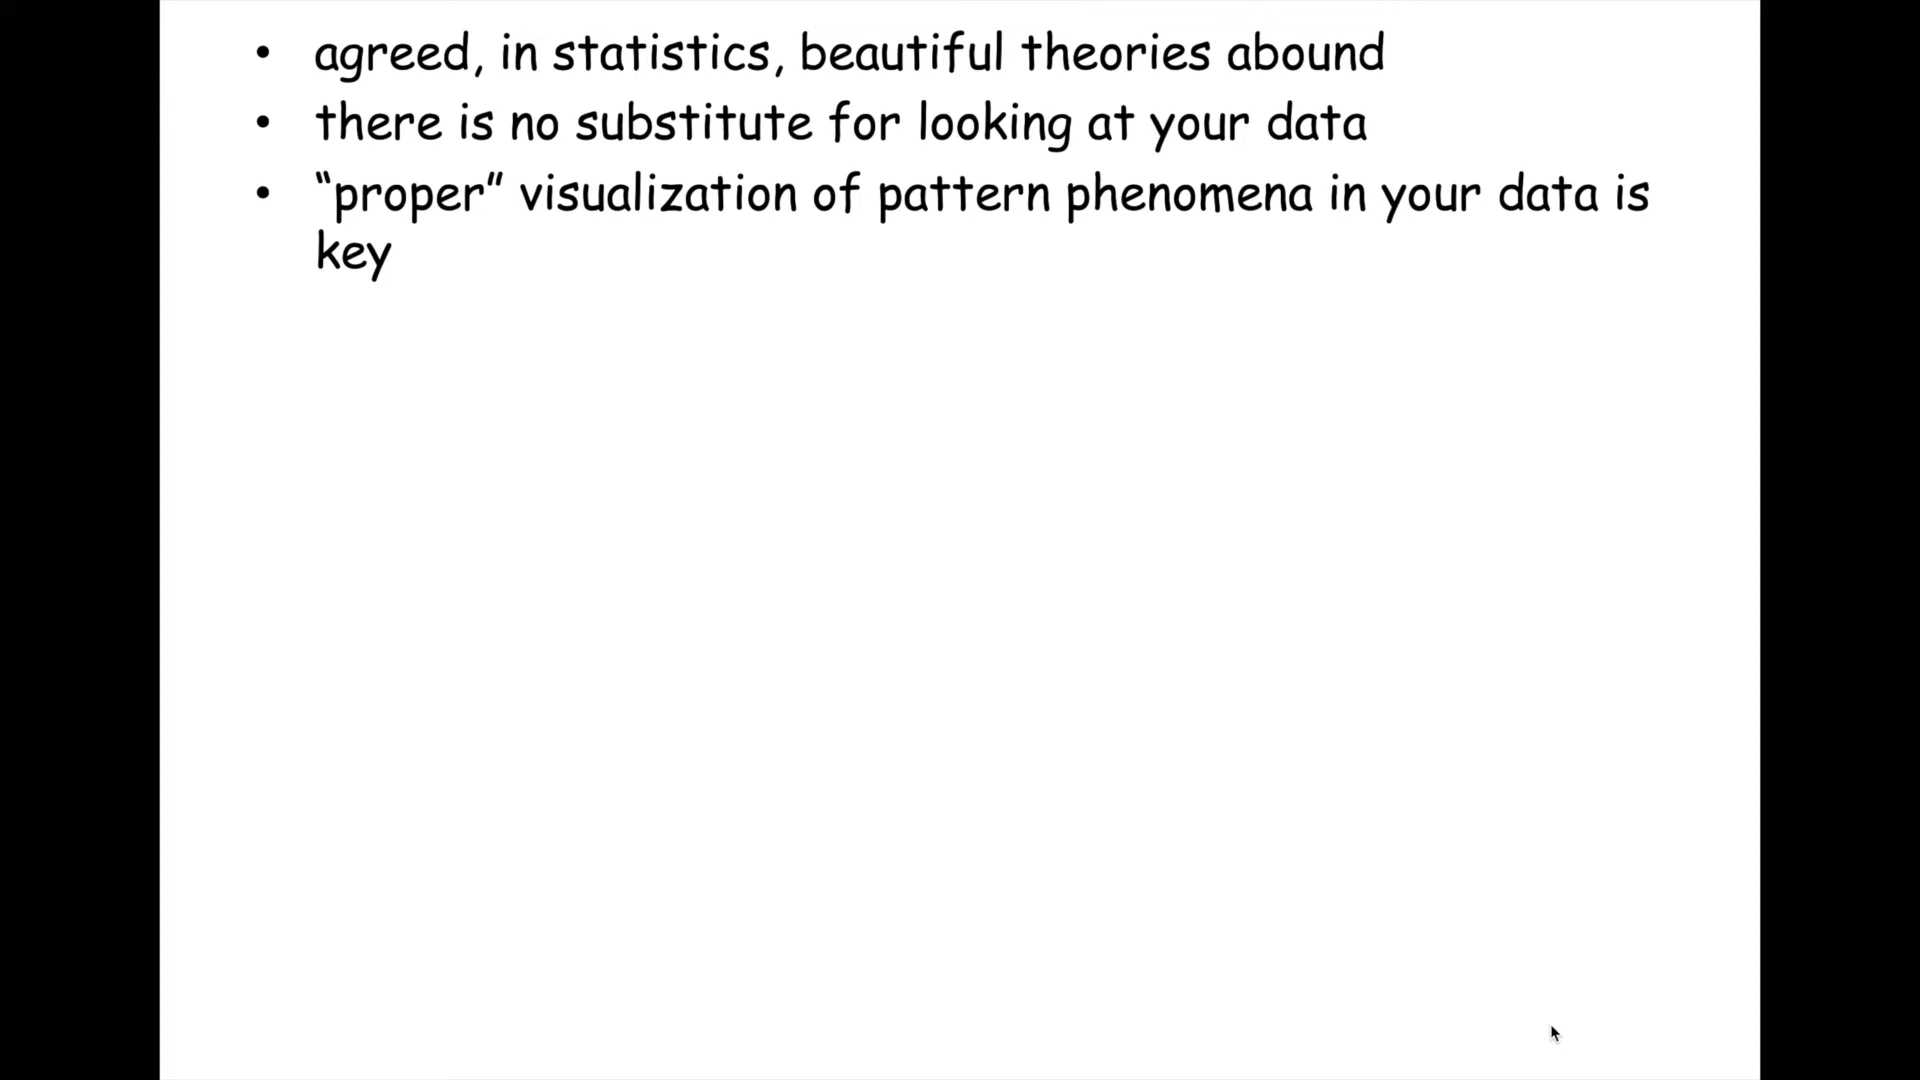 • agreed, in statistics, beautiful theories abound
• there is no substitute for looking at your data
• “proper” visualization of pattern phenomena in your data is
key